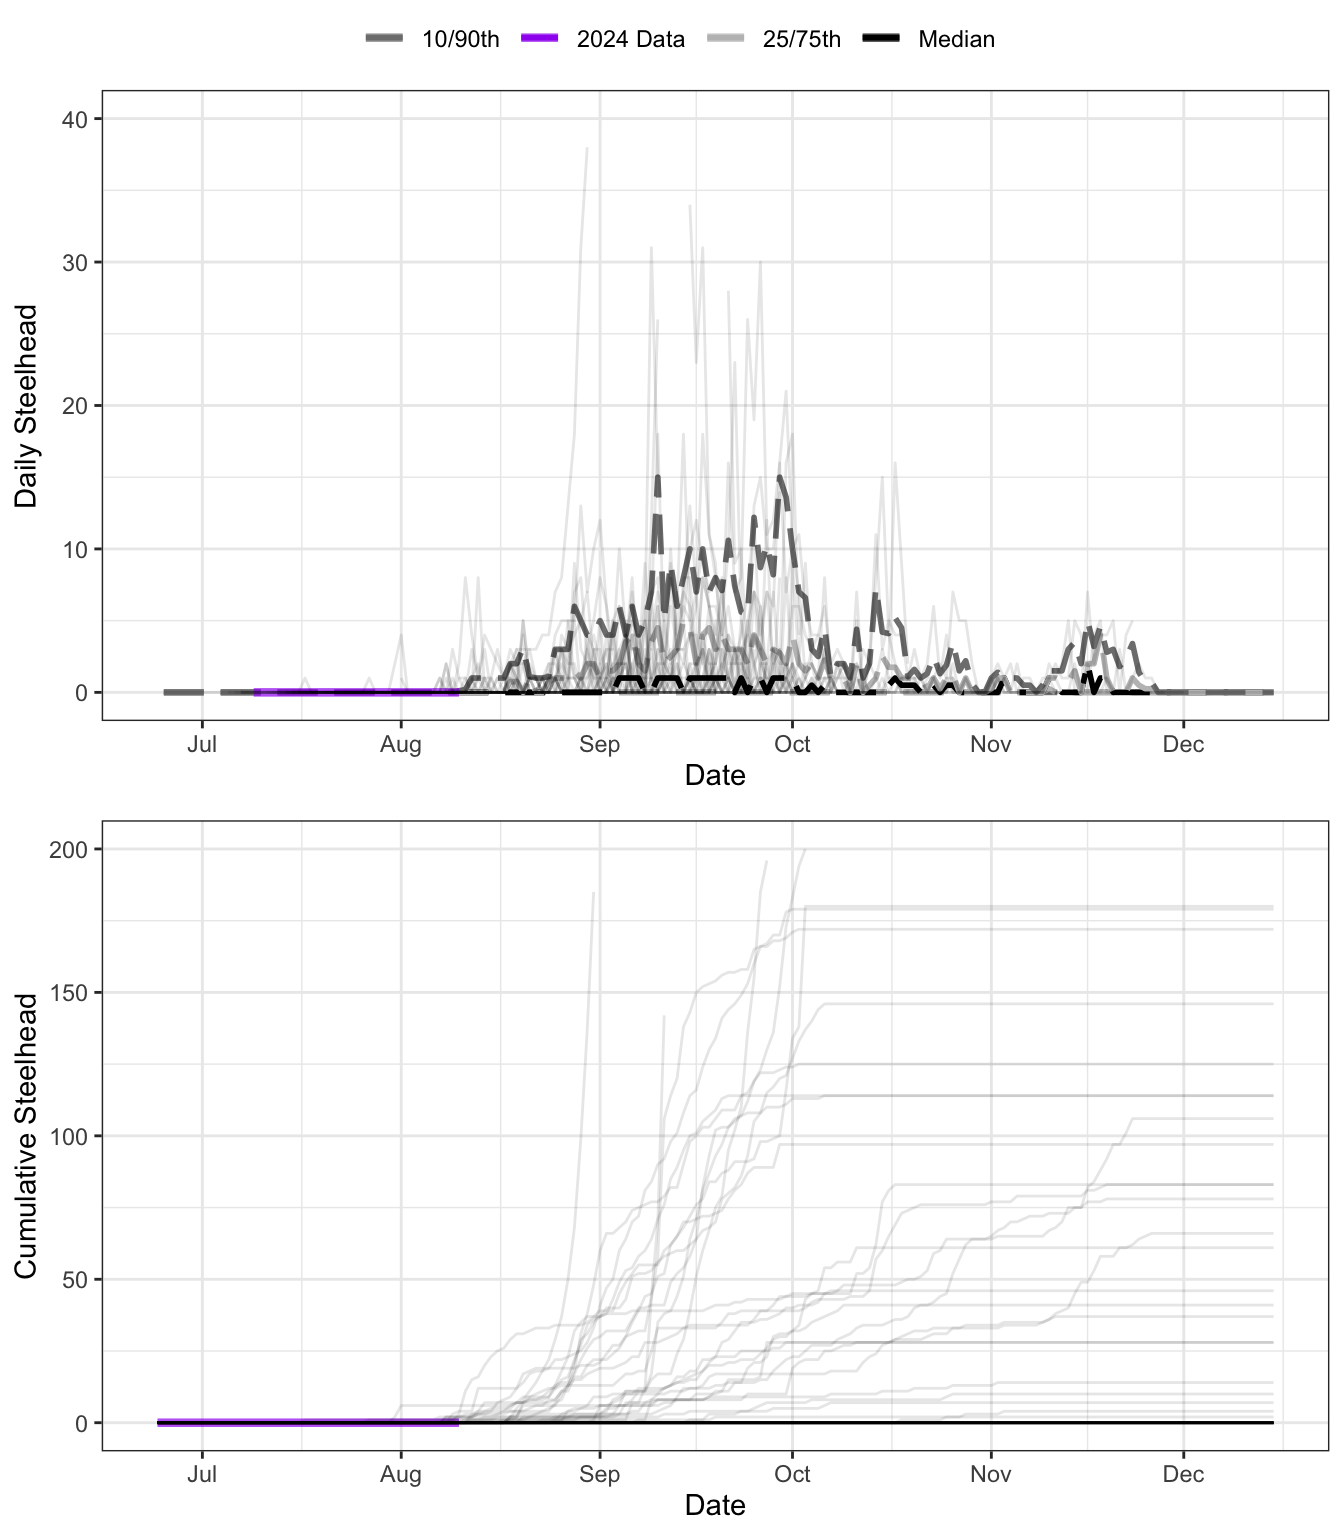 10/90th 2024 Data 25/75th Median
40
30
20
10
0
Daily Steelhead
Jul Aug Sep Oct Nov Dec
Date
200
150
100
50
0
Cumulative Steelhead
Jul Aug Sep Oct Nov Dec
Date